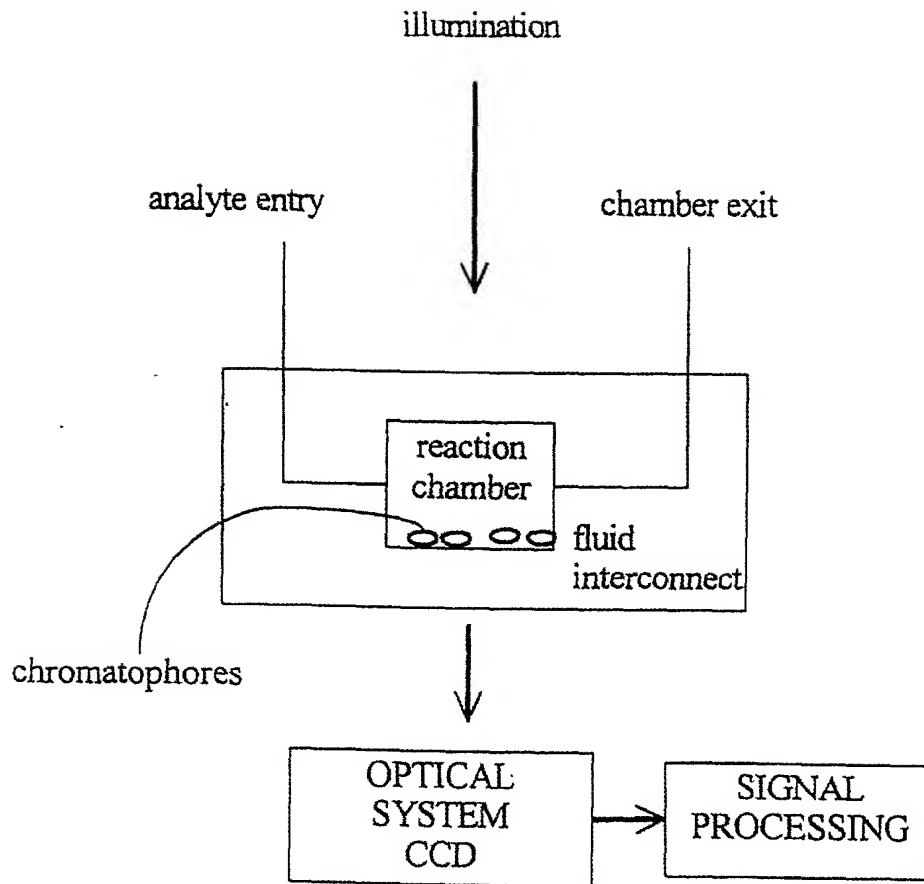 illumination
analyte entry
chamber exit
reaction
chamber
fluid
interconnect
chromatophores
OPTICAL
SYSTEM
CCD
SIGNAL
PROCESSING